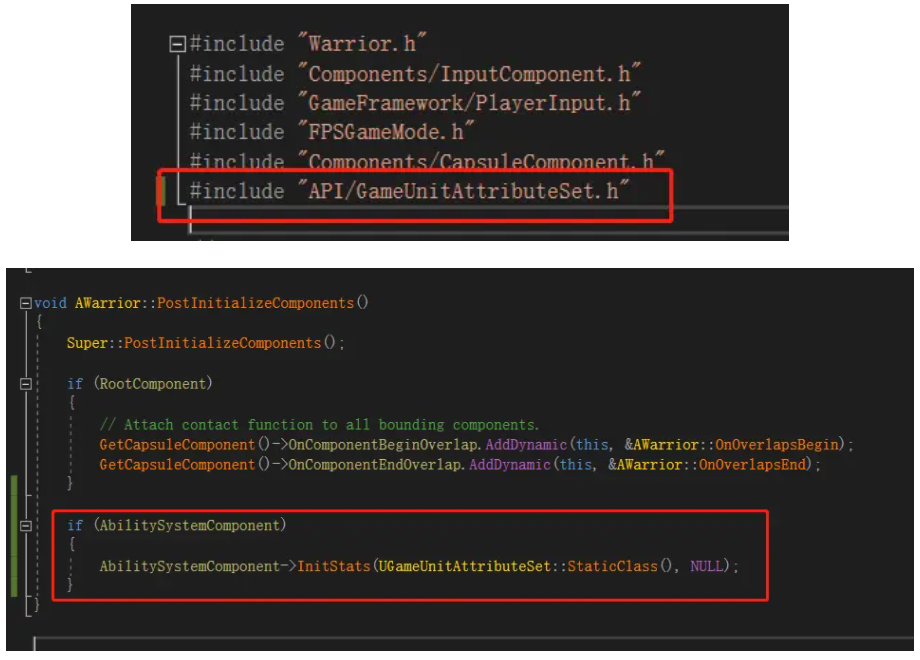 #include "Warrior.h"
#include "Components/InputComponent.h"
#include "GameFramework/PlayerInput.h"
#include "FPSGameMode.h"
#include "Components/CapsuleComponent.h"
#include "API/GameUnitAttributeSet.h"
void AWarrior::PostInitializeComponents()
{
Super::PostInitializeComponents();
if (RootComponent)
{
// Attach contact function to all bounding components.
GetCapsuleComponent()->OnComponentBeginOverlap.AddDynamic(this, &AWarrior::OnOverlapsBegin);
GetCapsuleComponent()->OnComponentEndOverlap.AddDynamic(this, &AWarrior::OnOverlapsEnd);
}
if (AbilitySystemComponent)
{
AbilitySystemComponent->InitStats(UGameUnitAttributeSet::StaticClass(), NULL);
}
}